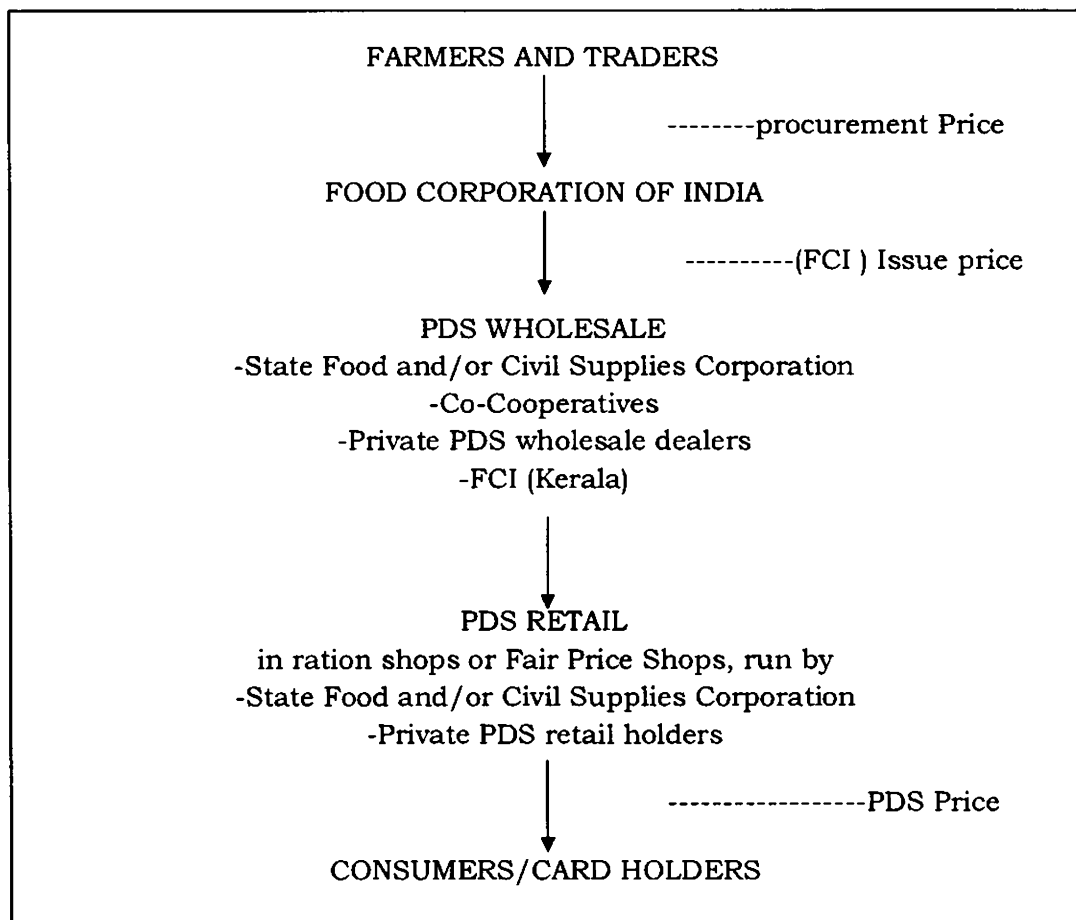 FARMERS AND TRADERS
--------procurement Price
FOOD CORPORATION OF INDIA
----------(FCI ) Issue price
PDS WHOLESALE
-State Food and/or Civil Supplies Corporation
-Co-Cooperatives
-Private PDS wholesale dealers
-FCI (Kerala)
PDS RETAIL
in ration shops or Fair Price Shops, run by
-State Food and/or Civil Supplies Corporation
-Private PDS retail holders
------------------PDS Price
CONSUMERS/CARD HOLDERS